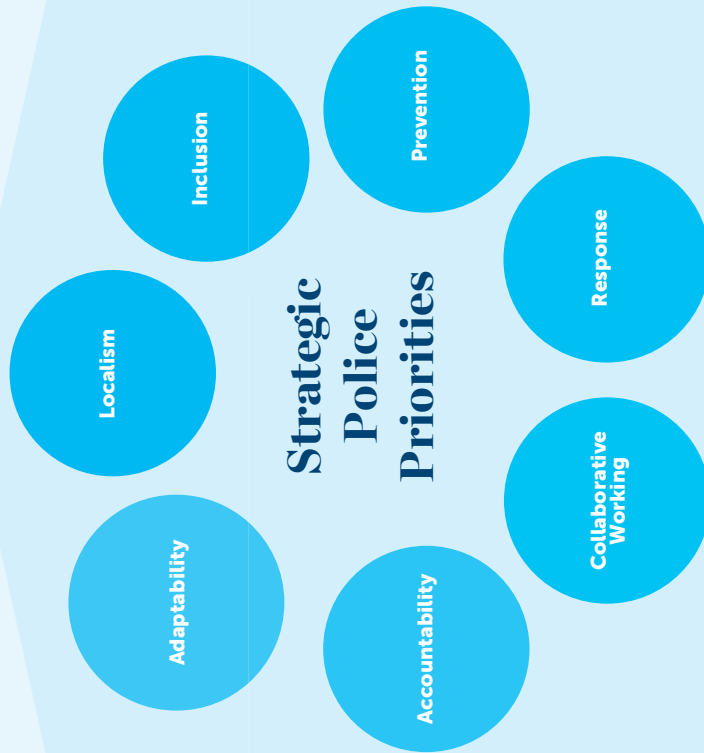 Strategic
Police
Priorities
Localism
Inclusion
Prevention
Response
Collaborative
Working
Accountability
Adaptability